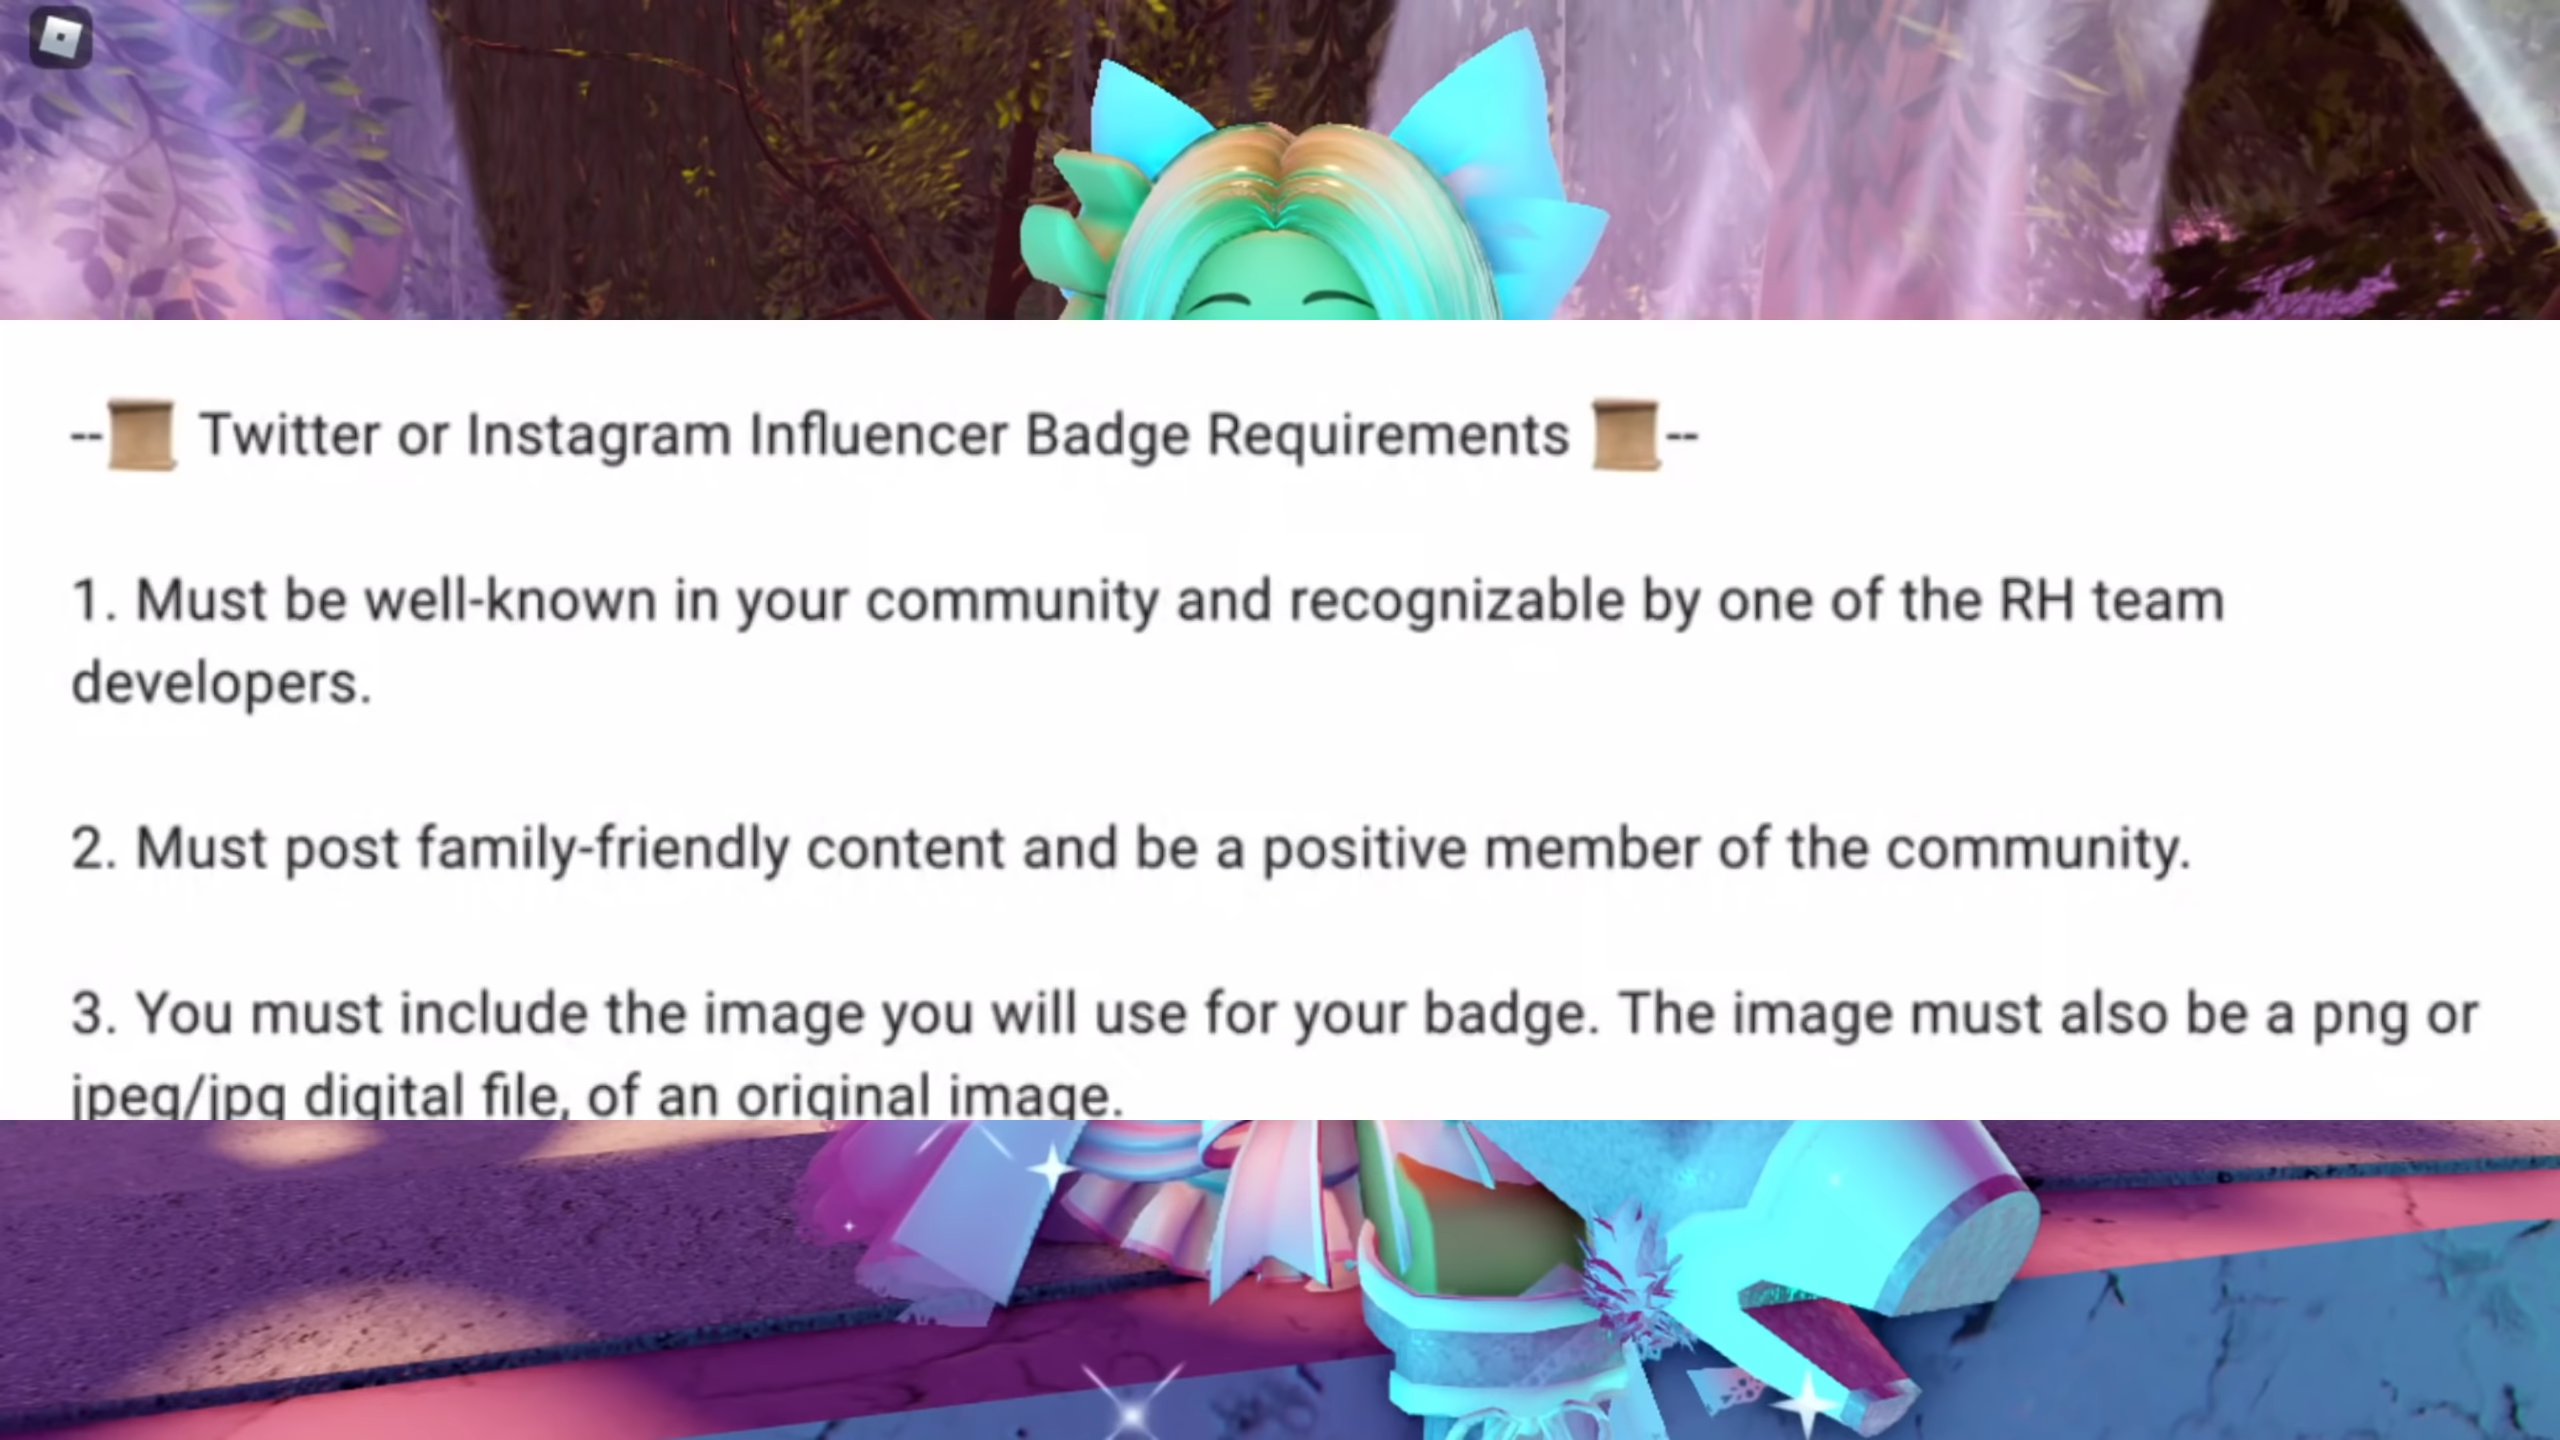 --📜 Twitter or Instagram Influencer Badge Requirements 📜--
1. Must be well-known in your community and recognizable by one of the RH team
developers.
2. Must post family-friendly content and be a positive member of the community.
3. You must include the image you will use for your badge. The image must also be a png or
jpeg/jpg digital file, of an original image.